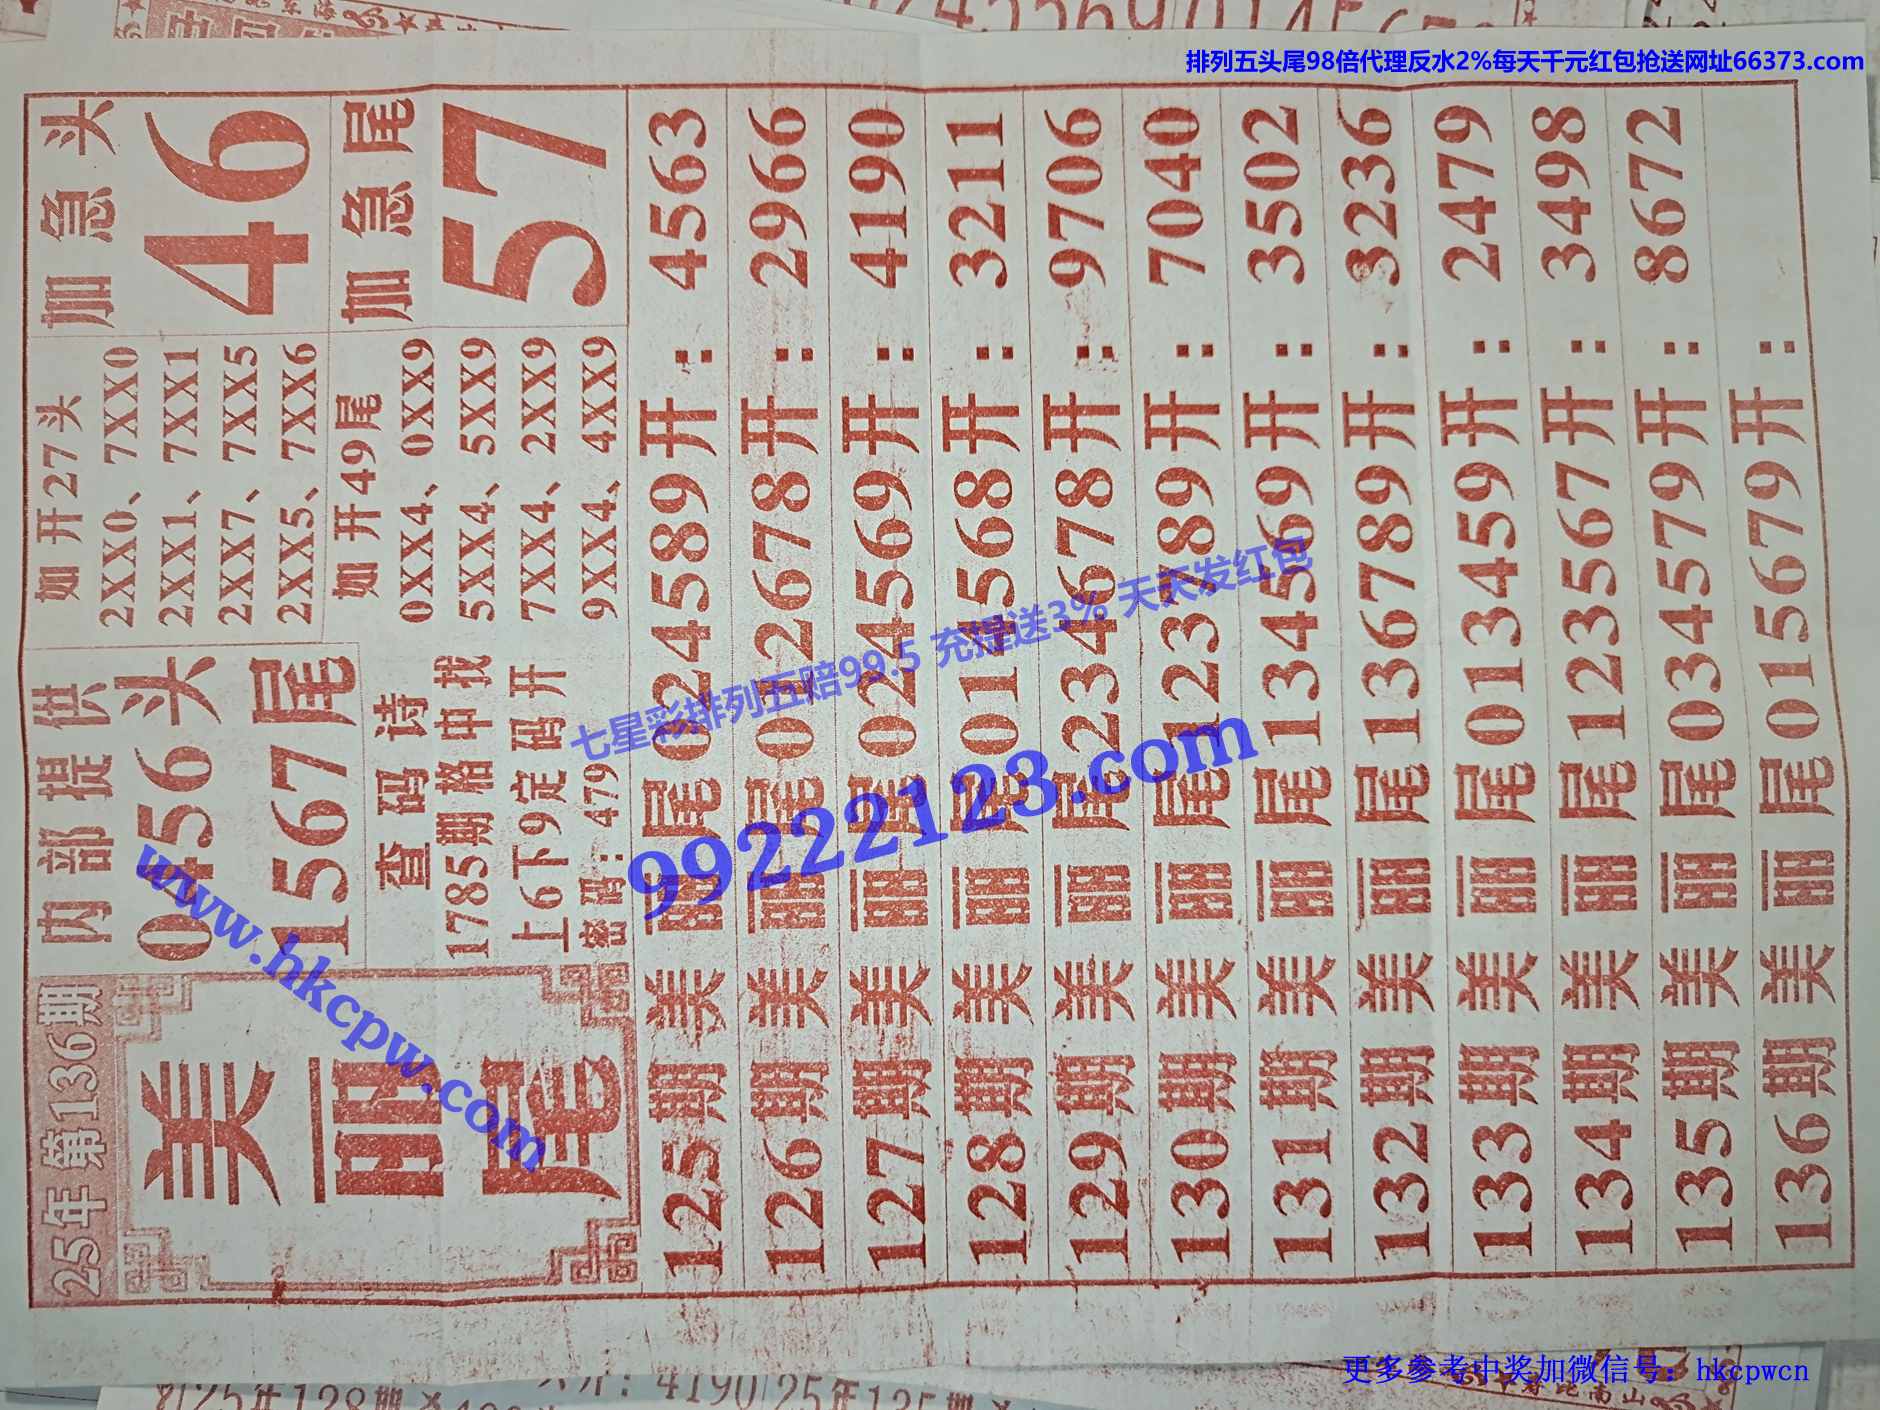 排列五头尾98倍代理反水2%每天千元红包抢送网址66373.com
25年第136期
美丽尾
内部提供
0456头
1567尾
查码诗
1785期格中找
上6下9定码开
密码：479
如开27头
2XX0、7XX0
2XX1、7XX1
2XX7、7XX5
2XX5、7XX6
如开49尾
0XX4、0XX9
5XX4、5XX9
7XX4、2XX9
9XX4、4XX9
加急头
46
加急尾
57
125期美丽尾024589开：4563
126期美丽尾012678开：2966
127期美丽尾024569开：4190
128期美丽尾014568开：3211
129期美丽尾234678开：9706
130期美丽尾123789开：7040
131期美丽尾134569开：3502
132期美丽尾136789开：3236
133期美丽尾013459开：2479
134期美丽尾123567开：3498
135期美丽尾034579开：8672
136期美丽尾015679开：
七星彩排列五赔99.5 充提送3% 天天发红包
99222123.com
www.hkcpw.com
更多参考中奖加微信号：hkcpwcn
4190
25年128期
25年135期